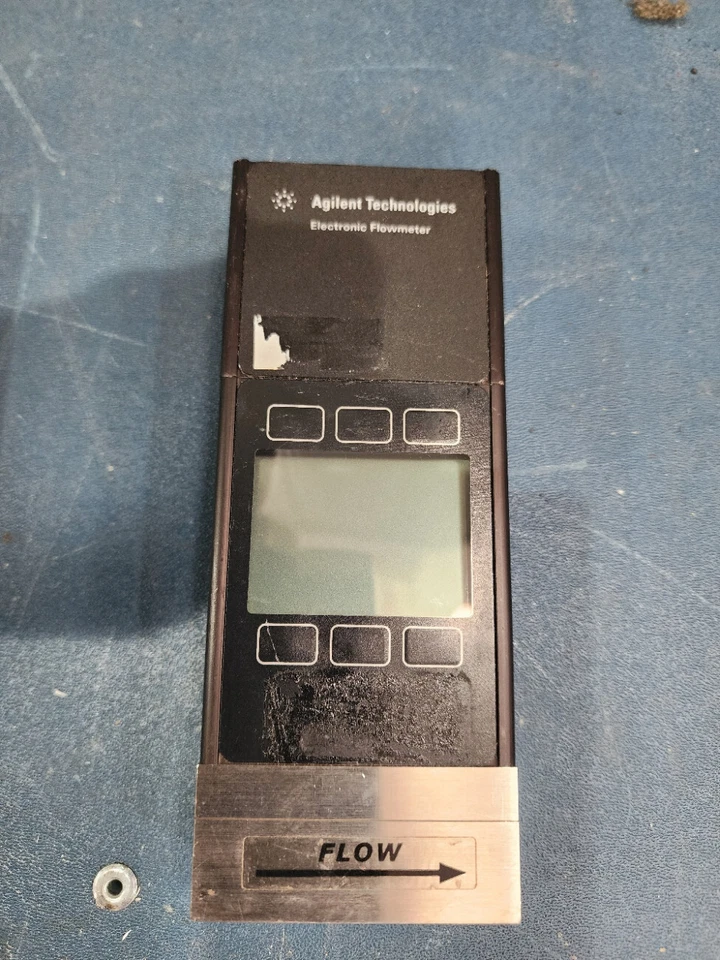 Agilent Technologies
Electronic Flowmeter
FLOW